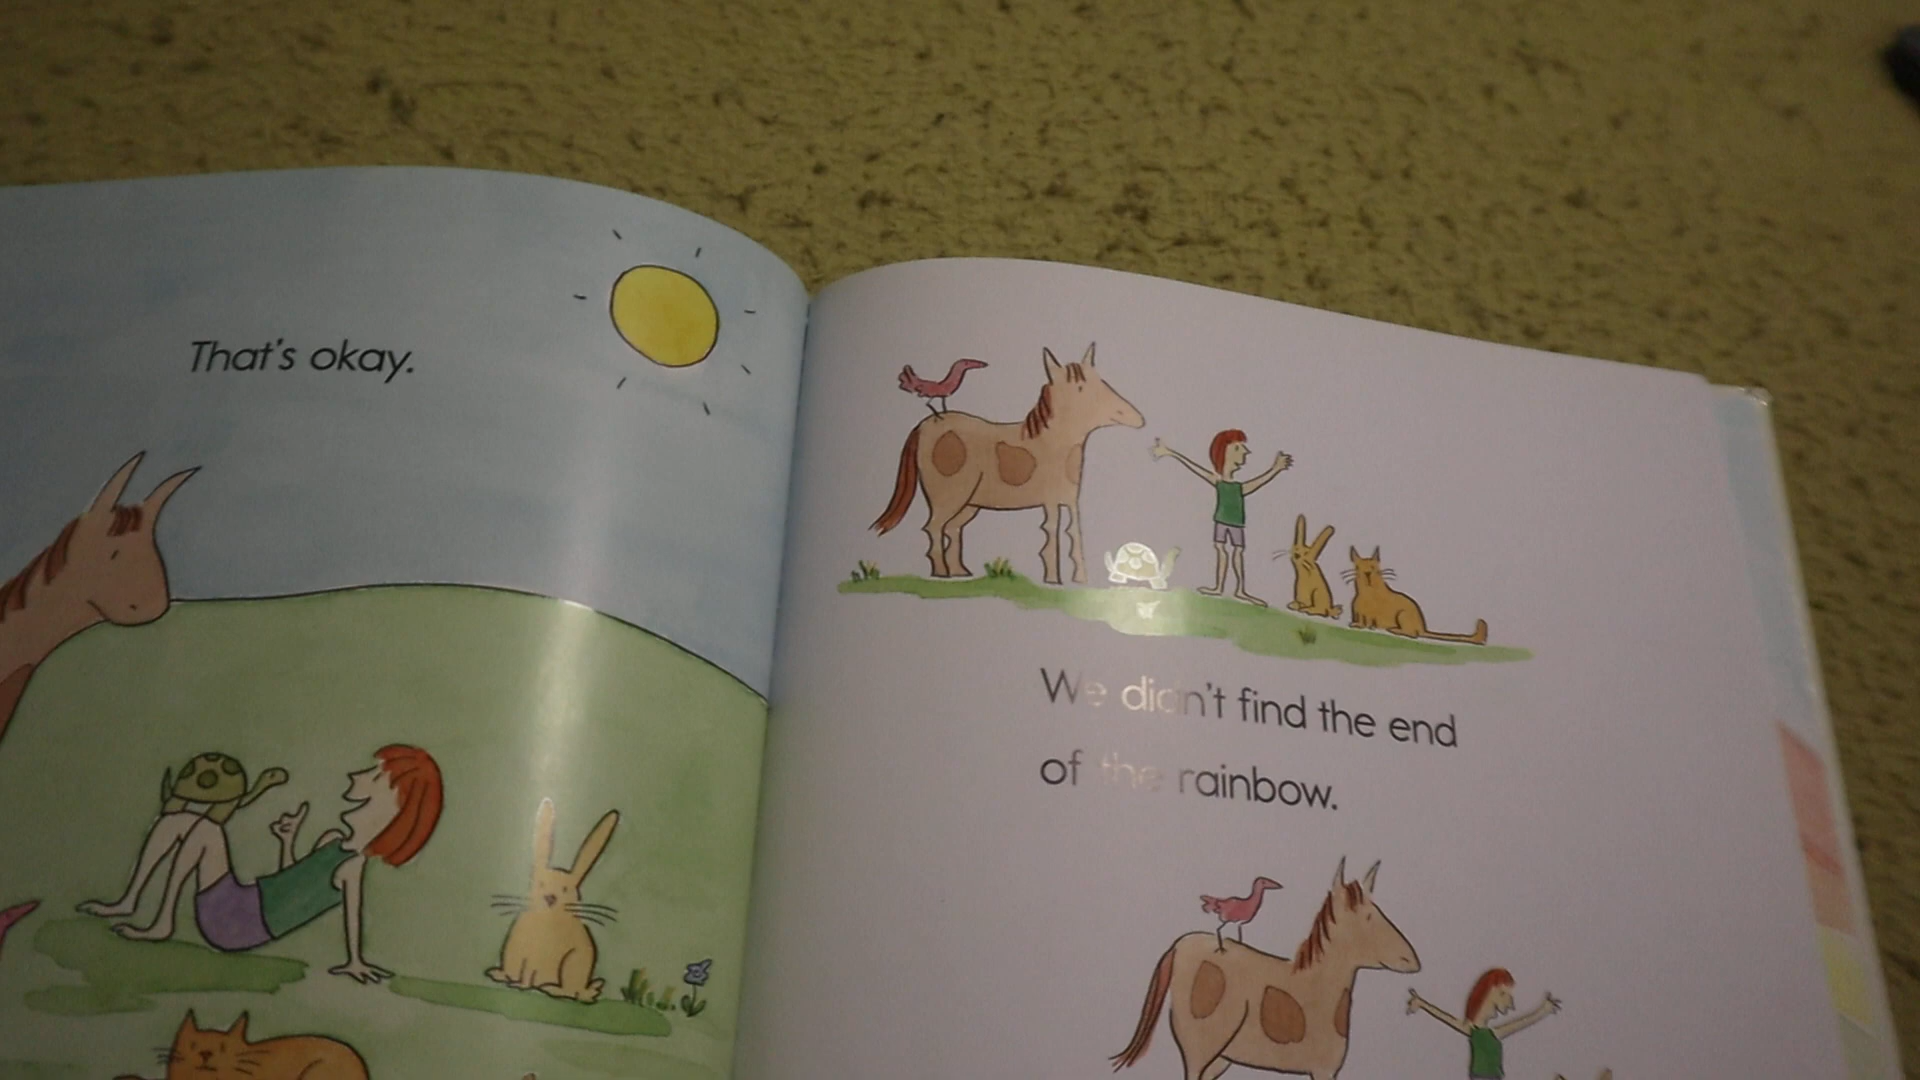 That's okay.
We didn't find the end
of the rainbow.